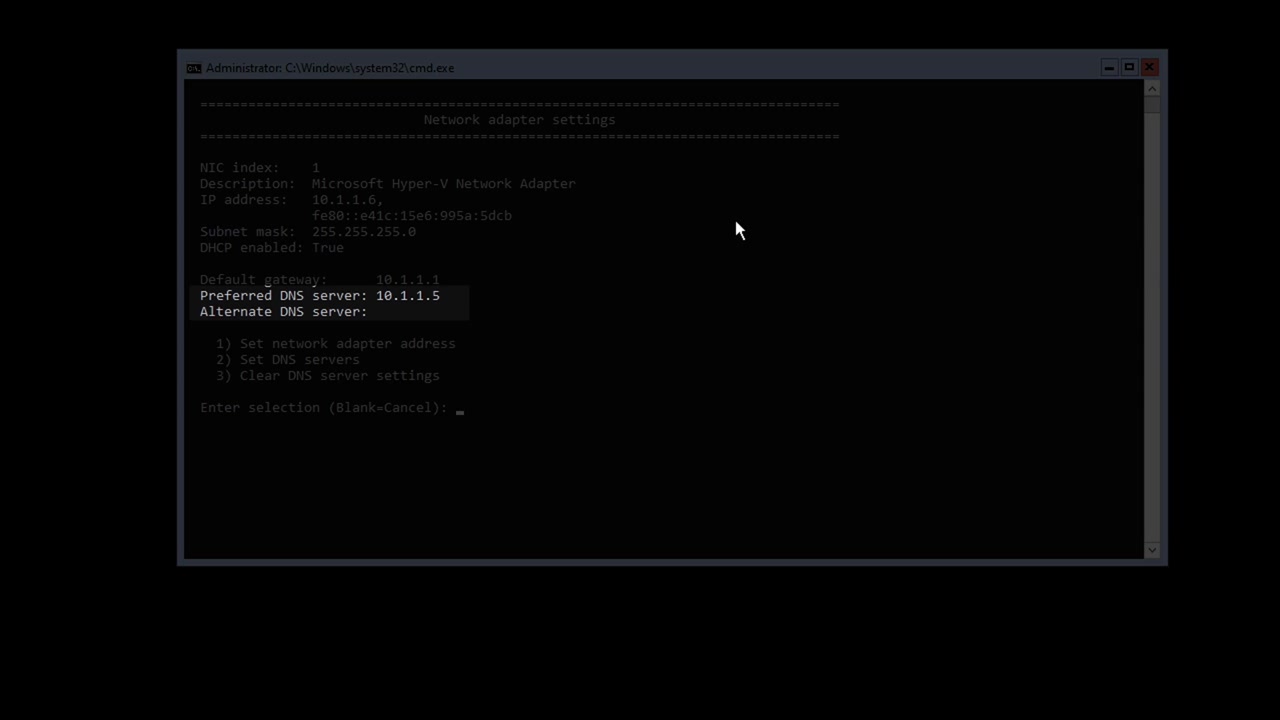 Administrator: C:\Windows\system32\cmd.exe
================================================================================
Network adapter settings
================================================================================
NIC index: 1
Description: Microsoft Hyper-V Network Adapter
IP address: 10.1.1.6,
fe80::e41c:15e6:995a:5dcb
Subnet mask: 255.255.255.0
DHCP enabled: True
Default gateway: 10.1.1.1
Preferred DNS server: 10.1.1.5
Alternate DNS server:
1) Set network adapter address
2) Set DNS servers
3) Clear DNS server settings
Enter selection (Blank=Cancel): _